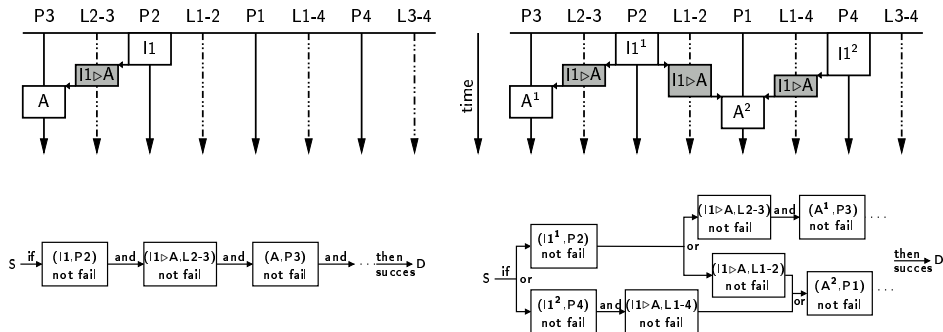 P3 L2-3 P2 L1-2 P1 L1-4 P4 L3-4
I1
I1▷A
A
time
P3 L2-3 P2 L1-2 P1 L1-4 P4 L3-4
I1¹ I1²
I1▷A I1▷A I1▷A
A¹ A²
S if (I1,P2) not fail and (I1▷A,L2-3) not fail and (A,P3) not fail and ... then succes D
S if or
(I1¹,P2)
not fail
or
(I1▷A,L2-3)
not fail
and
(A¹,P3)
not fail
...
(I1▷A,L1-2)
not fail
(I1²,P4)
not fail
and
(I1▷A,L1-4)
not fail
or
(A²,P1)
not fail
...
then
succes
D